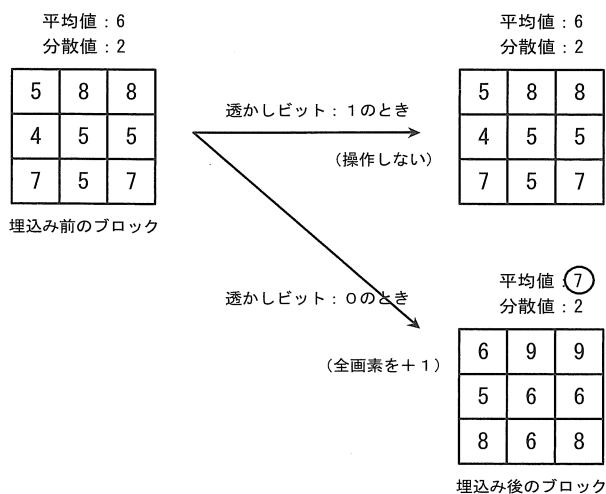 平均値：6
分散値：2
5 8 8
4 5 5
7 5 7
埋込み前のブロック
透かしビット：１のとき
（操作しない）
平均値：6
分散値：2
5 8 8
4 5 5
7 5 7
透かしビット：０のとき
（全画素を＋１）
平均値：7
分散値：2
6 9 9
5 6 6
8 6 8
埋込み後のブロック